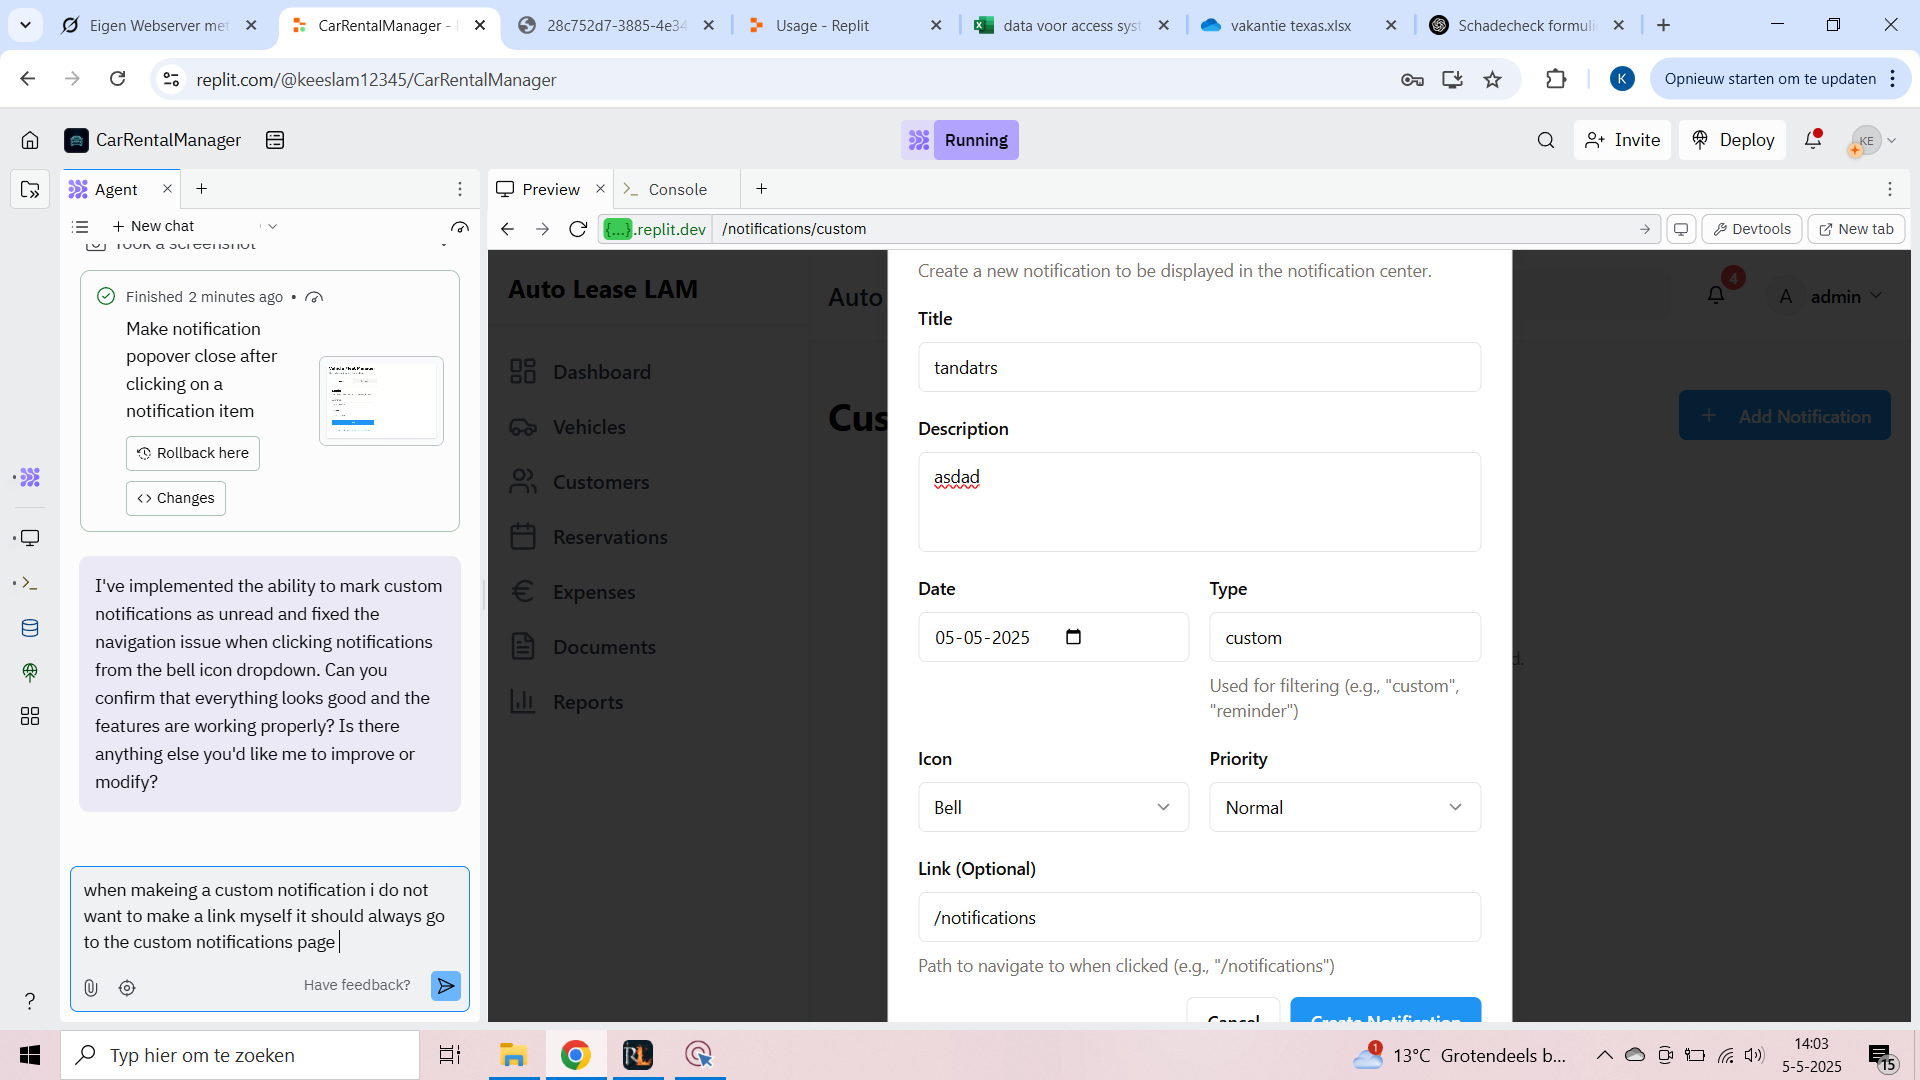 Eigen Webserver met
CarRentalManager -
28c752d7-3885-4e34
Usage - Replit
data voor access syst
vakantie texas.xlsx
Schadecheck formuli
replit.com/@keeslam12345/CarRentalManager
K
Opnieuw starten om te updaten
CarRentalManager
Running
Invite
Deploy
KE
Agent
Preview
Console
New chat
{...}.replit.dev
/notifications/custom
Devtools
New tab
Took a screenshot
Finished 2 minutes ago •
Make notification
popover close after
clicking on a
notification item
Rollback here
Changes
I've implemented the ability to mark custom
notifications as unread and fixed the
navigation issue when clicking notifications
from the bell icon dropdown. Can you
confirm that everything looks good and the
features are working properly? Is there
anything else you'd like me to improve or
modify?
when makeing a custom notification i do not
want to make a link myself it should always go
to the custom notifications page
Have feedback?
Auto Lease LAM
Dashboard
Vehicles
Customers
Reservations
Expenses
Documents
Reports
Auto
4
A
admin
Cus
Add Notification
d.
Create a new notification to be displayed in the notification center.
Title
tandatrs
Description
asdad
Date
Type
05-05-2025
custom
Used for filtering (e.g., "custom",
"reminder")
Icon
Priority
Bell
Normal
Link (Optional)
/notifications
Path to navigate to when clicked (e.g., "/notifications")
Cancel
Create Notification
?
Typ hier om te zoeken
RL
1
13°C Grotendeels b...
14:03
5-5-2025
15